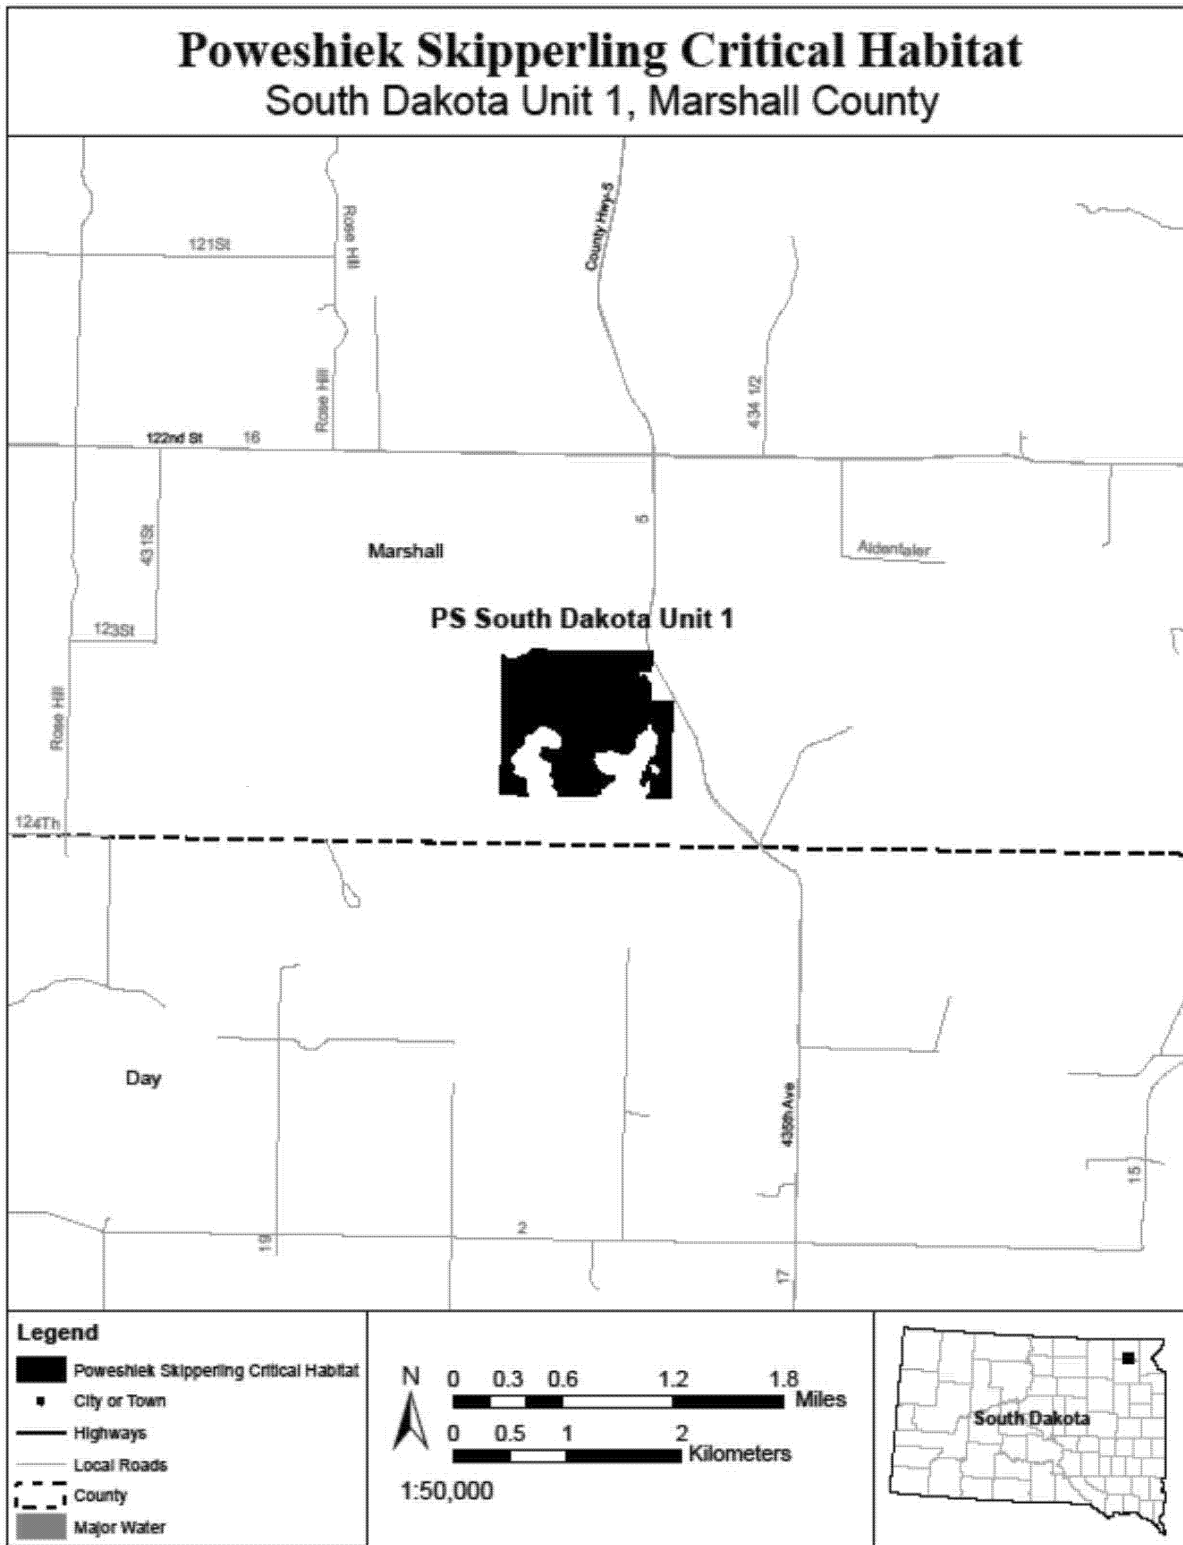 Poweshiek Skipperling Critical Habitat
South Dakota Unit 1, Marshall County
121St
Rose Hill
County Hwy-5
Rose Hill
434 1/2
122nd St
16
431St
5
Marshall
Aldentaler
PS South Dakota Unit 1
123St
Rose Hill
124Th
Day
435th Ave
15
2
19
17
Legend
Poweshiek Skipperling Critical Habitat
City or Town
Highways
Local Roads
County
Major Water
N
0 0.3 0.6 1.2 1.8
Miles
0 0.5 1 2
Kilometers
1:50,000
South Dakota